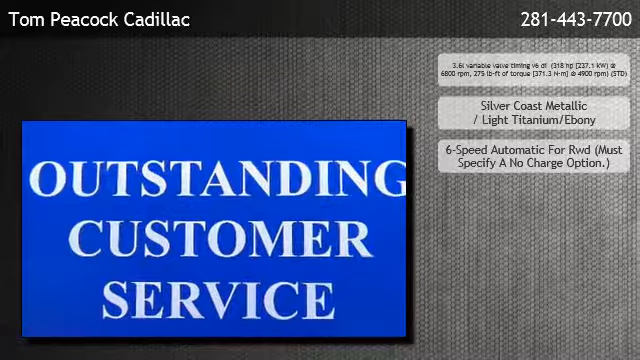 Tom Peacock Cadillac
281-443-7700
3.6l variable valve timing v6 di (318 hp [237.1 kW] @
6800 rpm, 275 lb-ft of torque [371.3 N-m] @ 4900 rpm) (STD)
Silver Coast Metallic
/ Light Titanium/Ebony
6-Speed Automatic For Rwd (Must
Specify A No Charge Option.)
OUTSTANDING
CUSTOMER
SERVICE